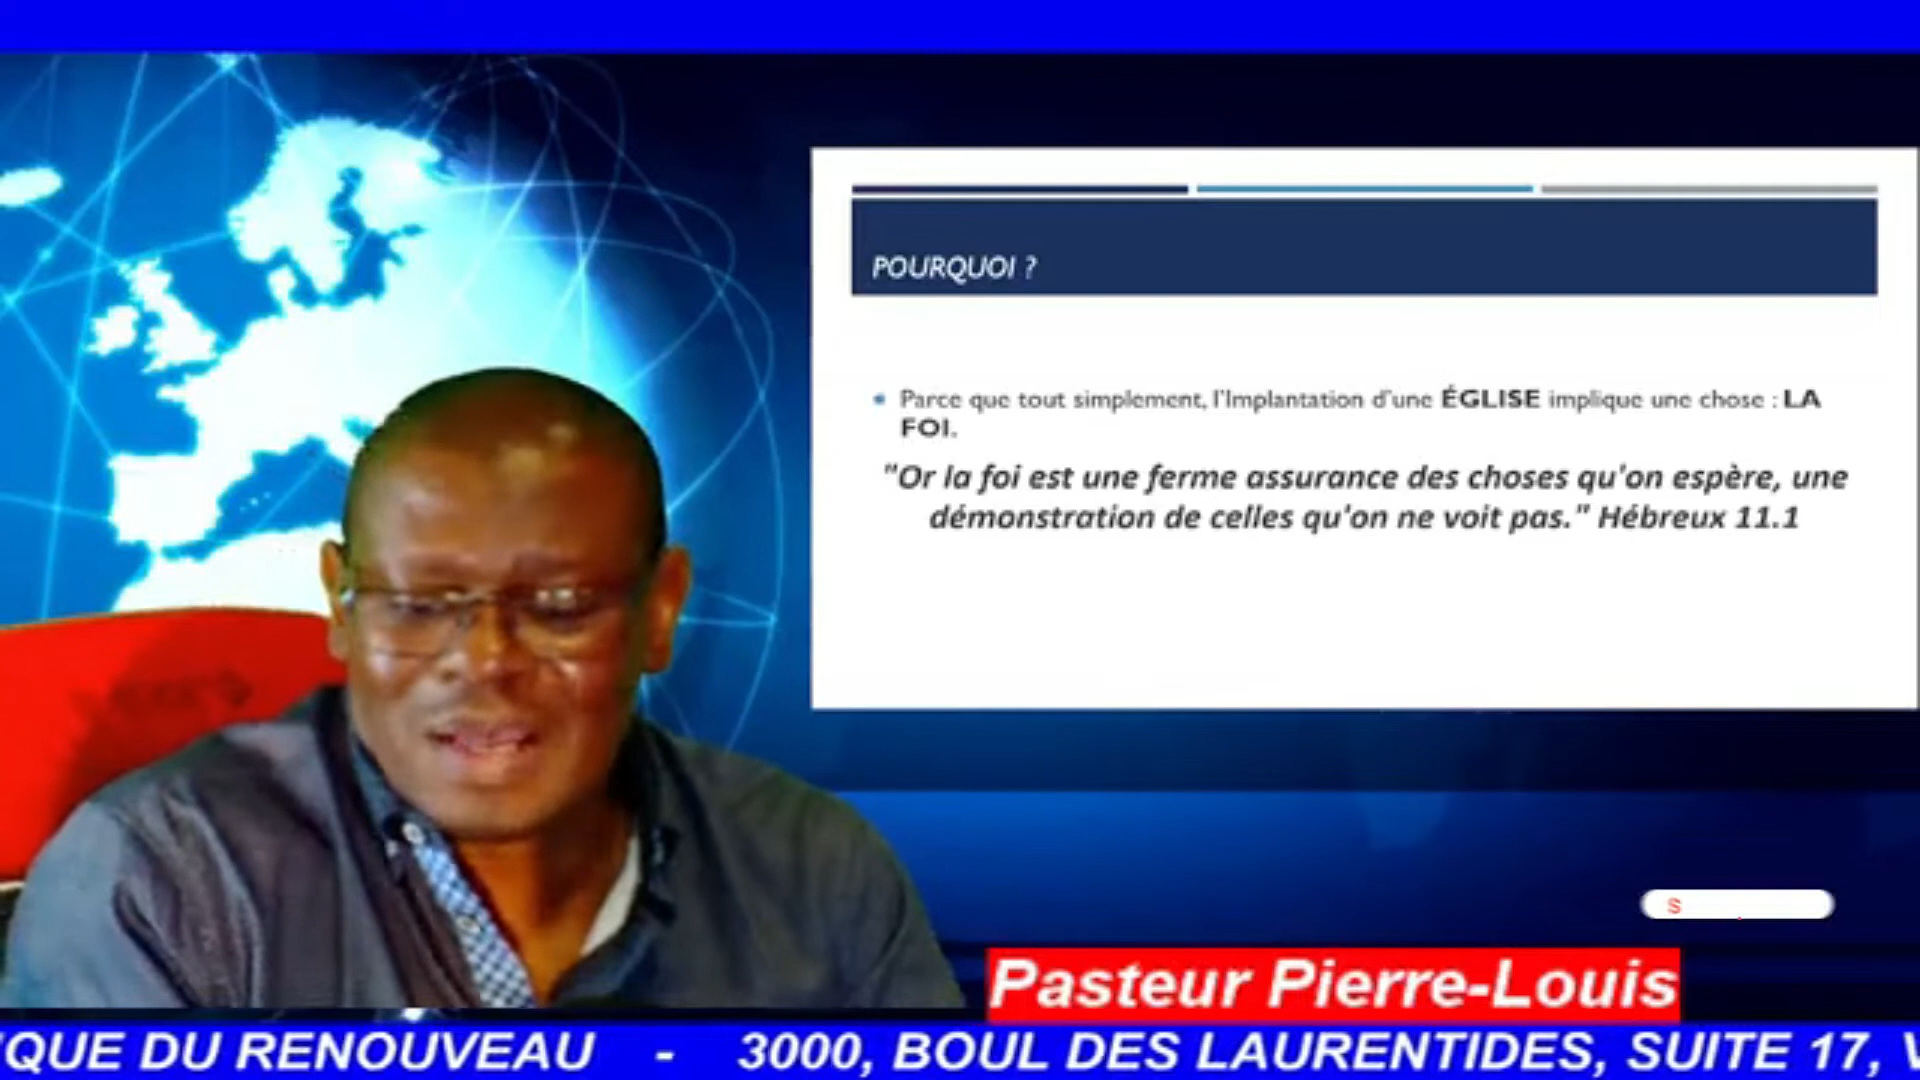 POURQUOI ?
Parce que tout simplement, l'Implantation d'une ÉGLISE implique une chose : LA
FOI.
"Or la foi est une ferme assurance des choses qu'on espère, une
démonstration de celles qu'on ne voit pas." Hébreux 11.1
S
Pasteur Pierre-Louis
QUE DU RENOUVEAU - 3000, BOUL DES LAURENTIDES, SUITE 17, V